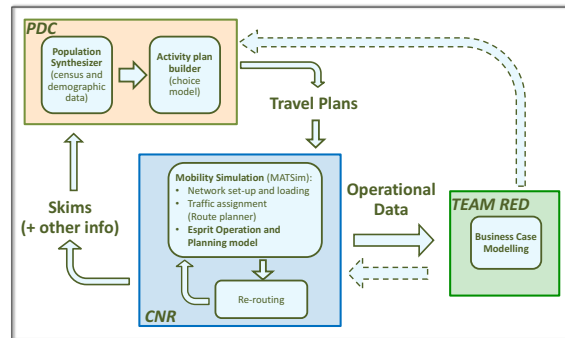 PDC
Population
Synthesizer
(census and
demographic
data)
Activity plan
builder
(choice model)
Travel Plans
Mobility Simulation (MATSim):
• Network set-up and loading
• Traffic assignment
(Route planner)
• Esprit Operation and
Planning model
Re-routing
CNR
Skims
(+ other info)
Operational
Data
TEAM RED
Business Case
Modelling